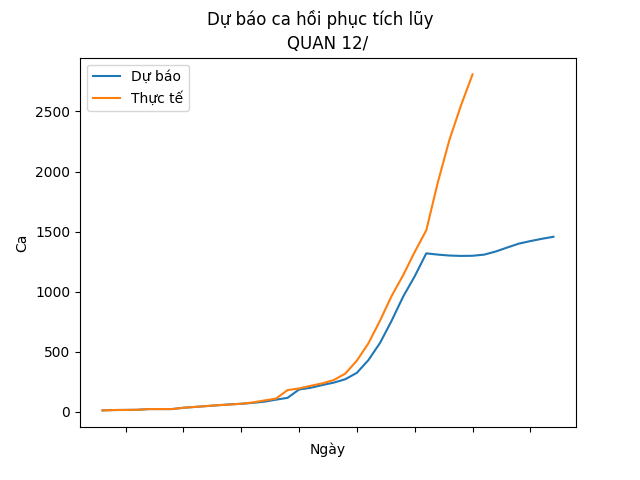 Dự báo ca hồi phục tích lũy
QUAN 12/
Dự báo
Thực tế
2500
2000
1500
1000
500
0
Ca
Ngày